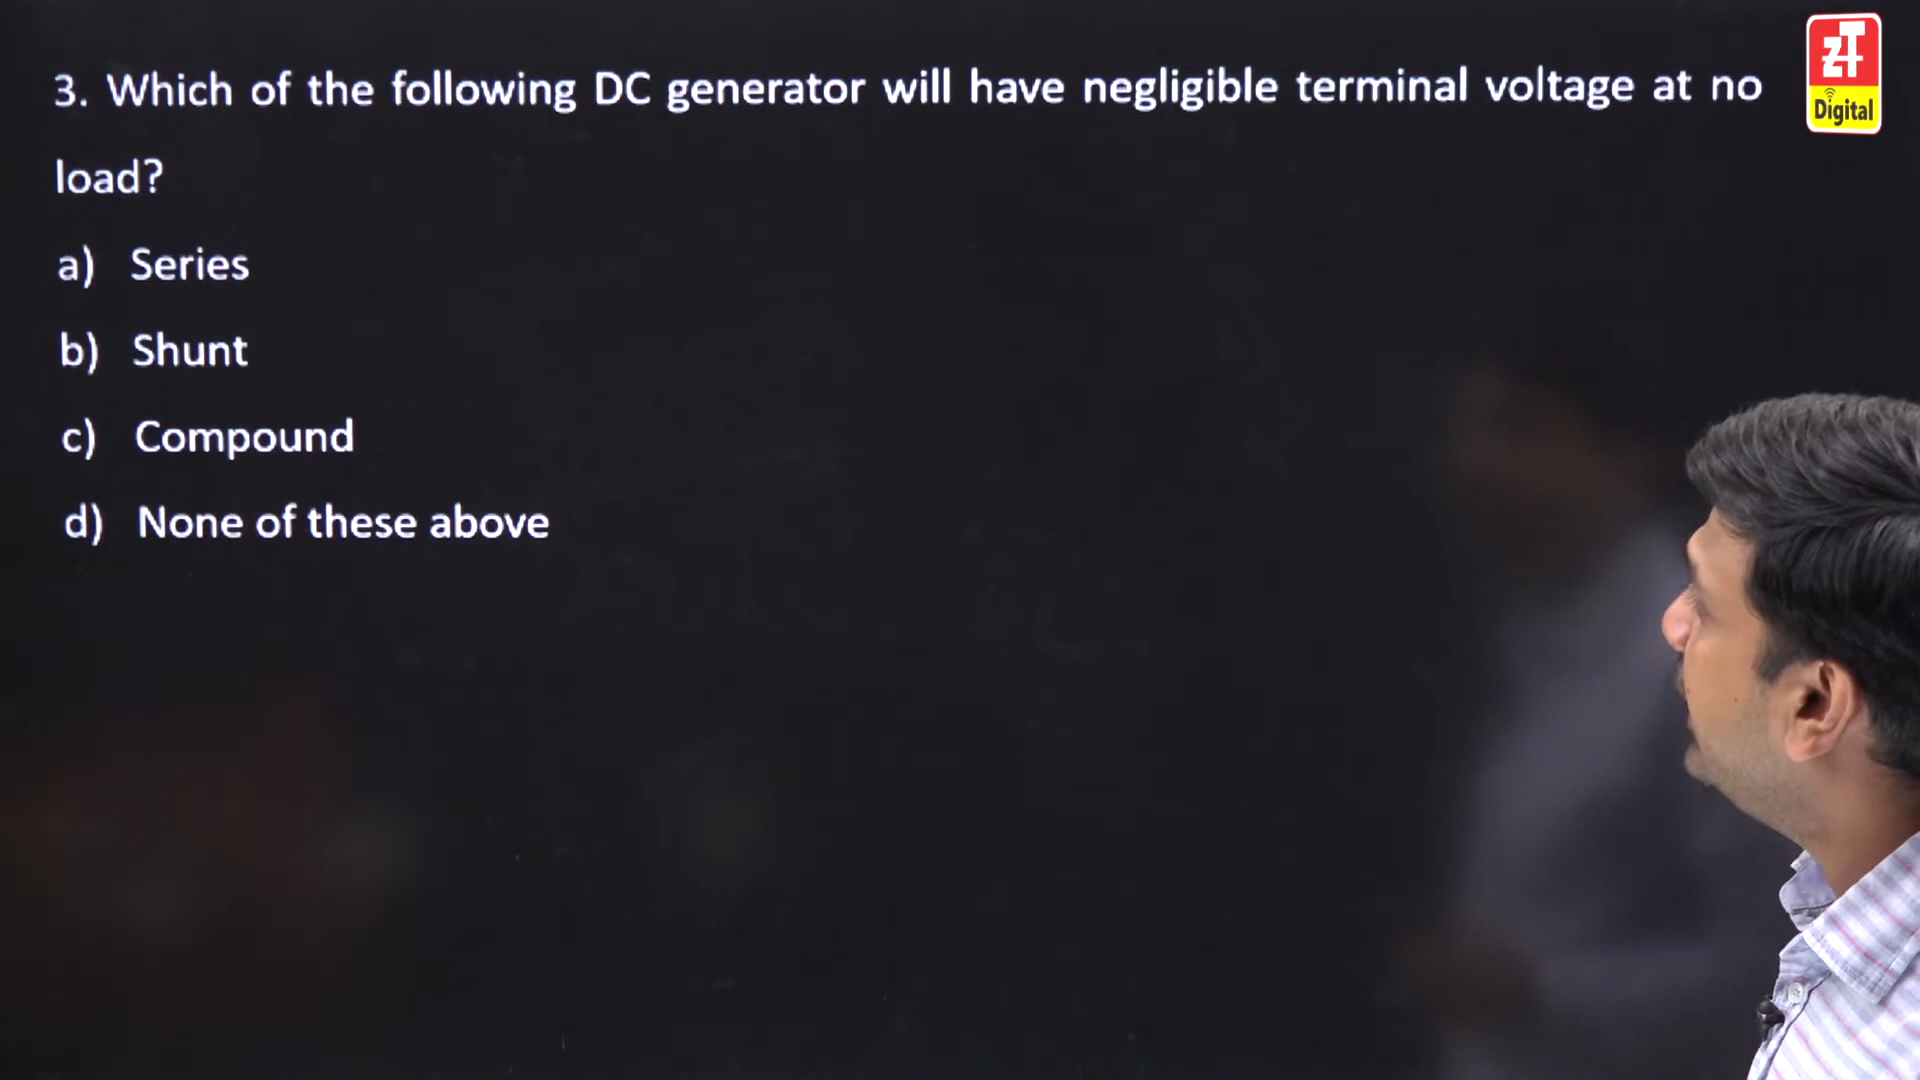 3. Which of the following DC generator will have negligible terminal voltage at no
load?
a) Series
b) Shunt
c) Compound
d) None of these above
ZT
Digital